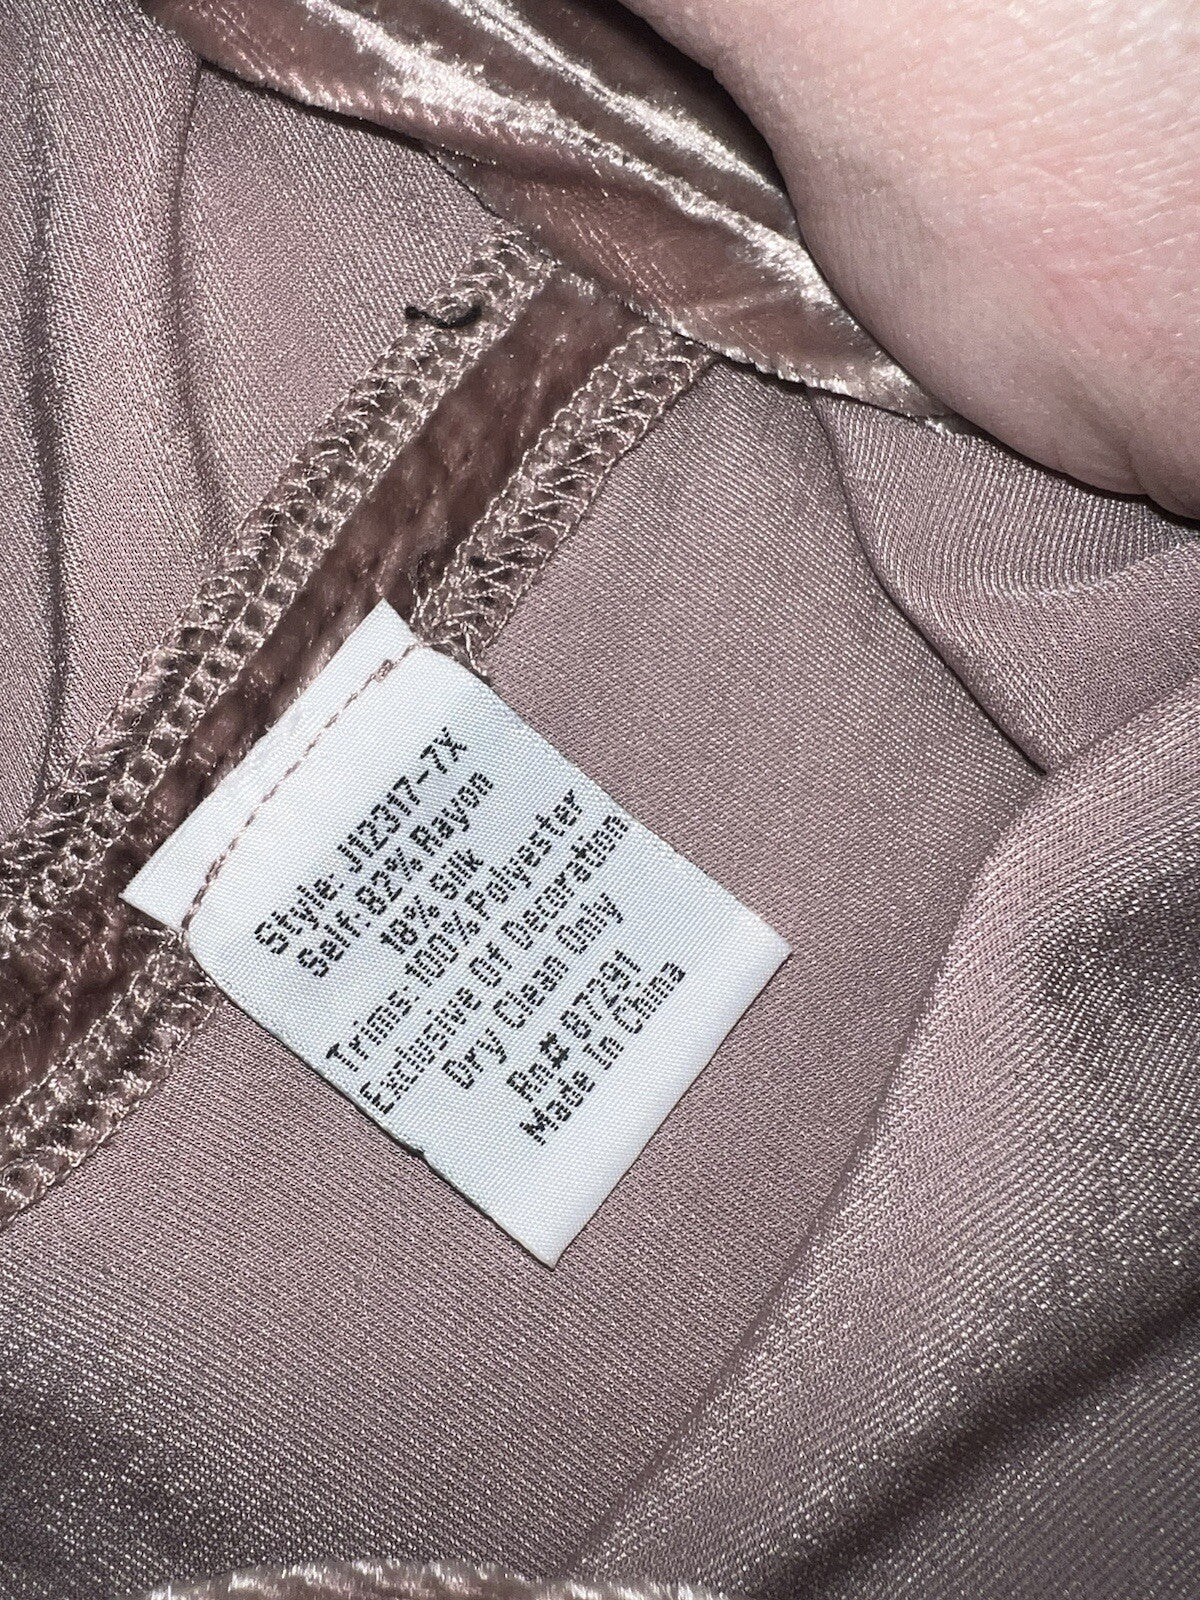 Style: J12317-7X
Self: 82% Rayon
18% Silk
Trims: 100% Polyester
Exclusive Of Decoration
Dry Clean Only
Rn# 87291
Made In China